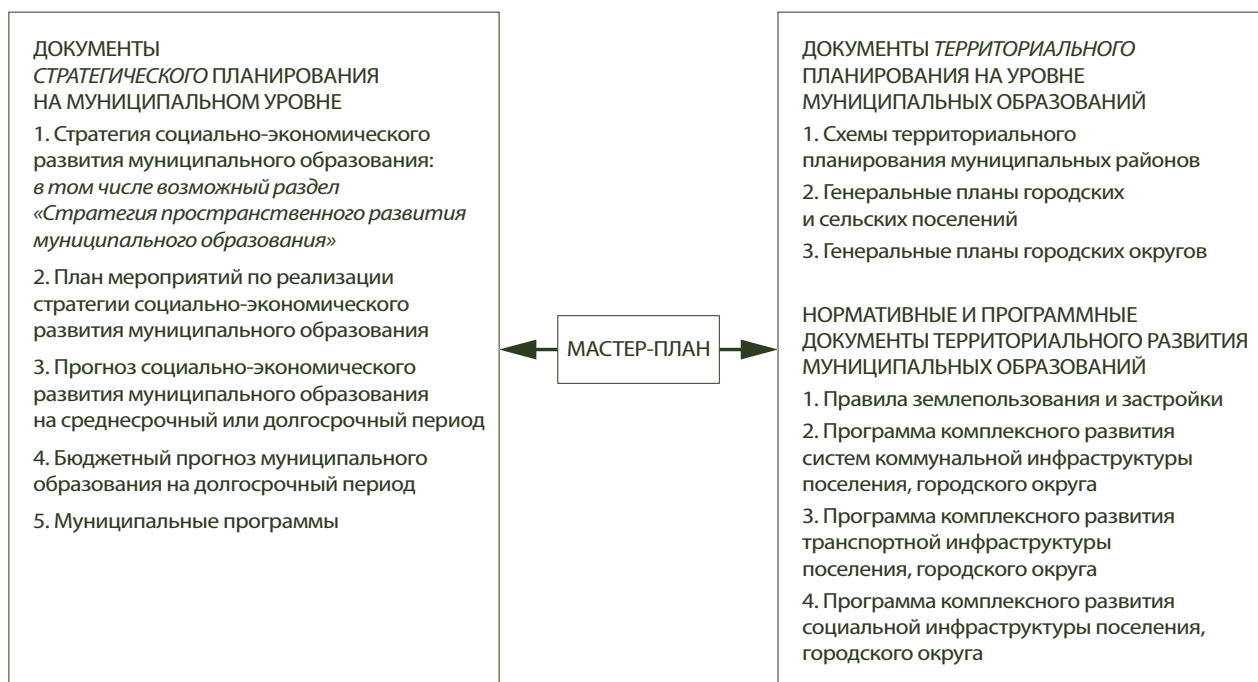 ДОКУМЕНТЫ
СТРАТЕГИЧЕСКОГО ПЛАНИРОВАНИЯ
НА МУНИЦИПАЛЬНОМ УРОВНЕ
1. Стратегия социально-экономического
развития муниципального образования:
в том числе возможный раздел
«Стратегия пространственного развития
муниципального образования»
2. План мероприятий по реализации
стратегии социально-экономического
развития муниципального образования
3. Прогноз социально-экономического
развития муниципального образования
на среднесрочный или долгосрочный период
4. Бюджетный прогноз муниципального
образования на долгосрочный период
5. Муниципальные программы
МАСТЕР-ПЛАН
ДОКУМЕНТЫ ТЕРРИТОРИАЛЬНОГО
ПЛАНИРОВАНИЯ НА УРОВНЕ
МУНИЦИПАЛЬНЫХ ОБРАЗОВАНИЙ
1. Схемы территориального
планирования муниципальных районов
2. Генеральные планы городских
и сельских поселений
3. Генеральные планы городских округов
НОРМАТИВНЫЕ И ПРОГРАММНЫЕ
ДОКУМЕНТЫ ТЕРРИТОРИАЛЬНОГО РАЗВИТИЯ
МУНИЦИПАЛЬНЫХ ОБРАЗОВАНИЙ
1. Правила землепользования и застройки
2. Программа комплексного развития
систем коммунальной инфраструктуры
поселения, городского округа
3. Программа комплексного развития
транспортной инфраструктуры
поселения, городского округа
4. Программа комплексного развития
социальной инфраструктуры поселения,
городского округа